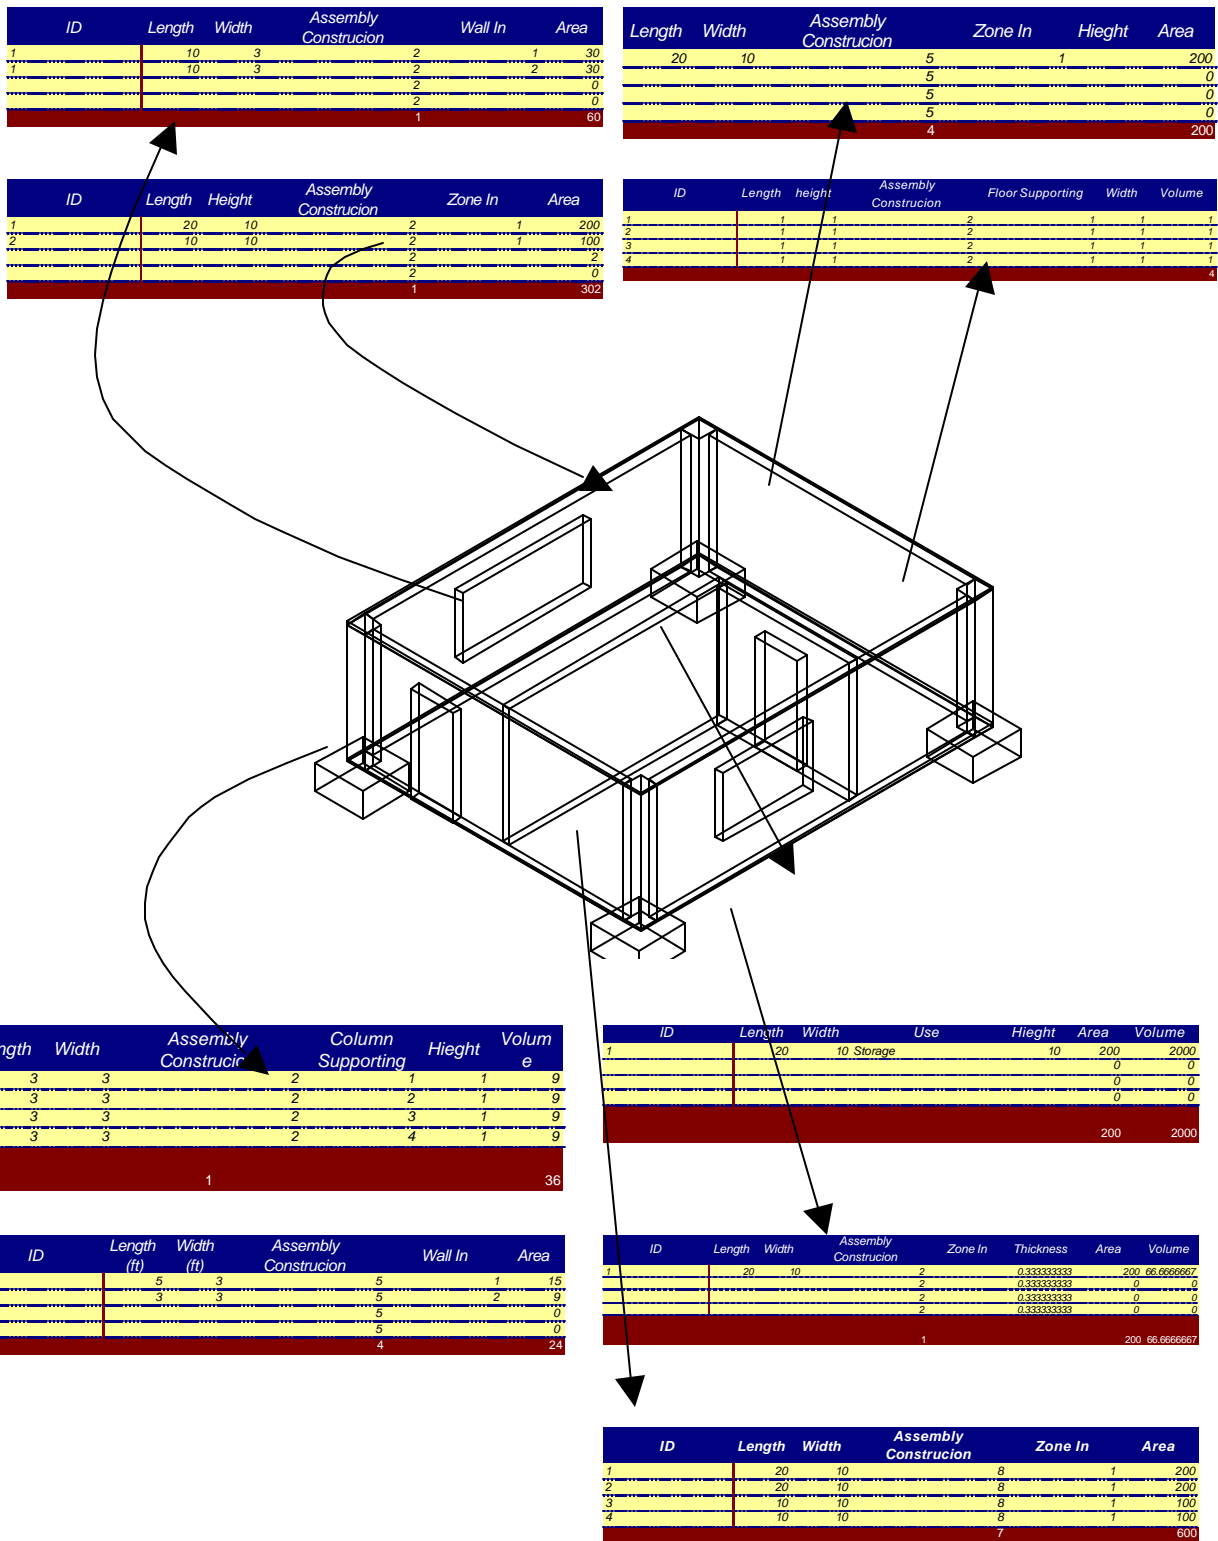 ID Length Width Assembly Construcion Wall In Area
1 10 3 2 1 30
1 10 3 2 2 30
2 0
2 0
1 60
Length Width Assembly Construcion Zone In Hieght Area
20 10 5 1 200
5 0
5 0
5 0
4 200
ID Length Height Assembly Construcion Zone In Area
1 20 10 2 1 200
2 10 10 2 1 100
2 2
2 0
1 302
ID Length height Assembly Construcion Floor Supporting Width Volume
1 1 1 2 1 1 1
2 1 1 2 1 1 1
3 1 1 2 1 1 1
4 1 1 2 1 1 1
4
ngth Width Assembly Construcion Column Supporting Hieght Volum e
3 3 2 1 1 9
3 3 2 2 1 9
3 3 2 3 1 9
3 3 2 4 1 9
1 36
ID Length Width Use Hieght Area Volume
1 20 10 Storage 10 200 2000
0 0
0 0
0 0
200 2000
ID Length (ft) Width (ft) Assembly Construcion Wall In Area
5 3 5 1 15
3 3 5 2 9
5 0
5 0
4 24
ID Length Width Assembly Construcion Zone In Thickness Area Volume
1 20 10 2 0.333333333 200 66.6666667
2 0.333333333 0 0
2 0.333333333 0 0
2 0.333333333 0 0
1 200 66.6666667
ID Length Width Assembly Construcion Zone In Area
1 20 10 8 1 200
2 20 10 8 1 200
3 10 10 8 1 100
4 10 10 8 1 100
7 600